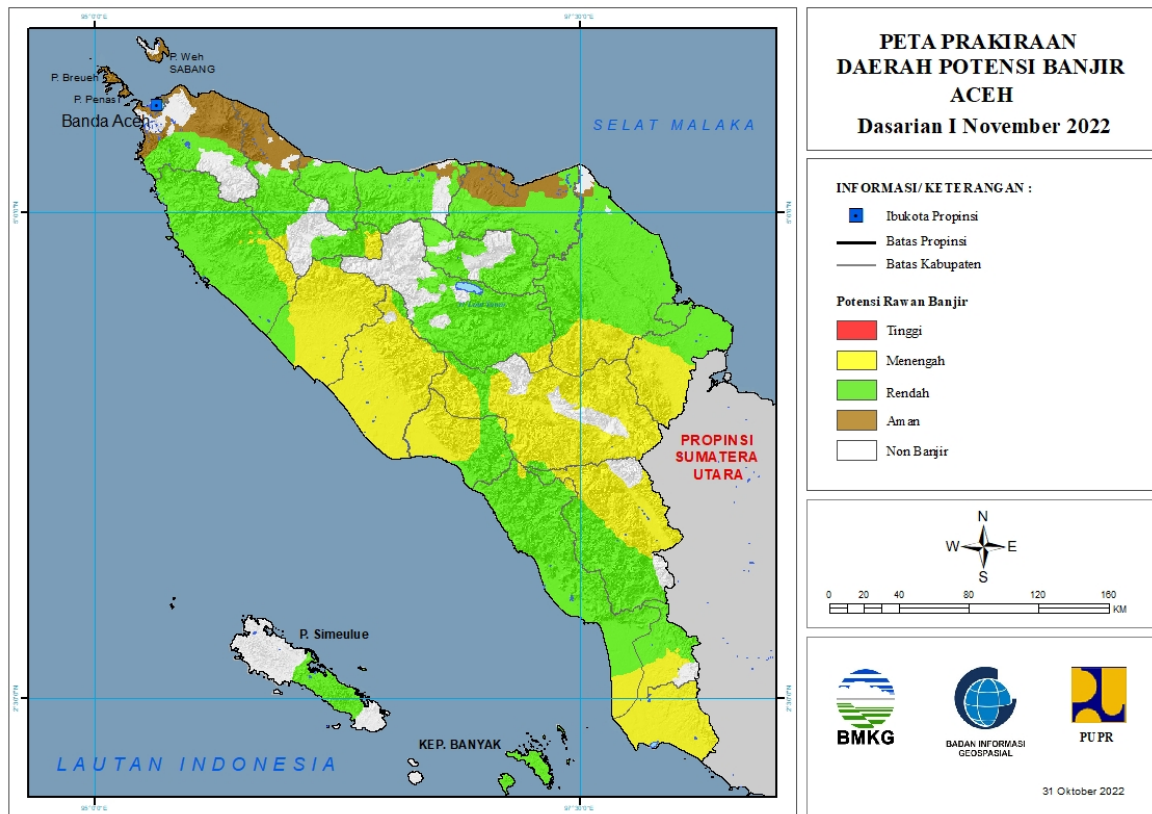 PETA PRAKIRAAN
DAERAH POTENSI BANJIR
ACEH
Dasarian I November 2022
INFORMASI/ KETERANGAN :
Ibukota Propinsi
Batas Propinsi
Batas Kabupaten
Potensi Rawan Banjir
Tinggi
Menengah
Rendah
Aman
Non Banjir
N
W E
S
0 20 40 80 120 160
KM
BMKG
BADAN INFORMASI
GEOSPASIAL
PUPR
31 Oktober 2022
P. Weh
SABANG
P. Breueh
P. Penasi
Banda Aceh
SELAT MALAKA
PROPINSI
SUMATERA
UTARA
P. Simeulue
KEP. BANYAK
LAUTAN INDONESIA